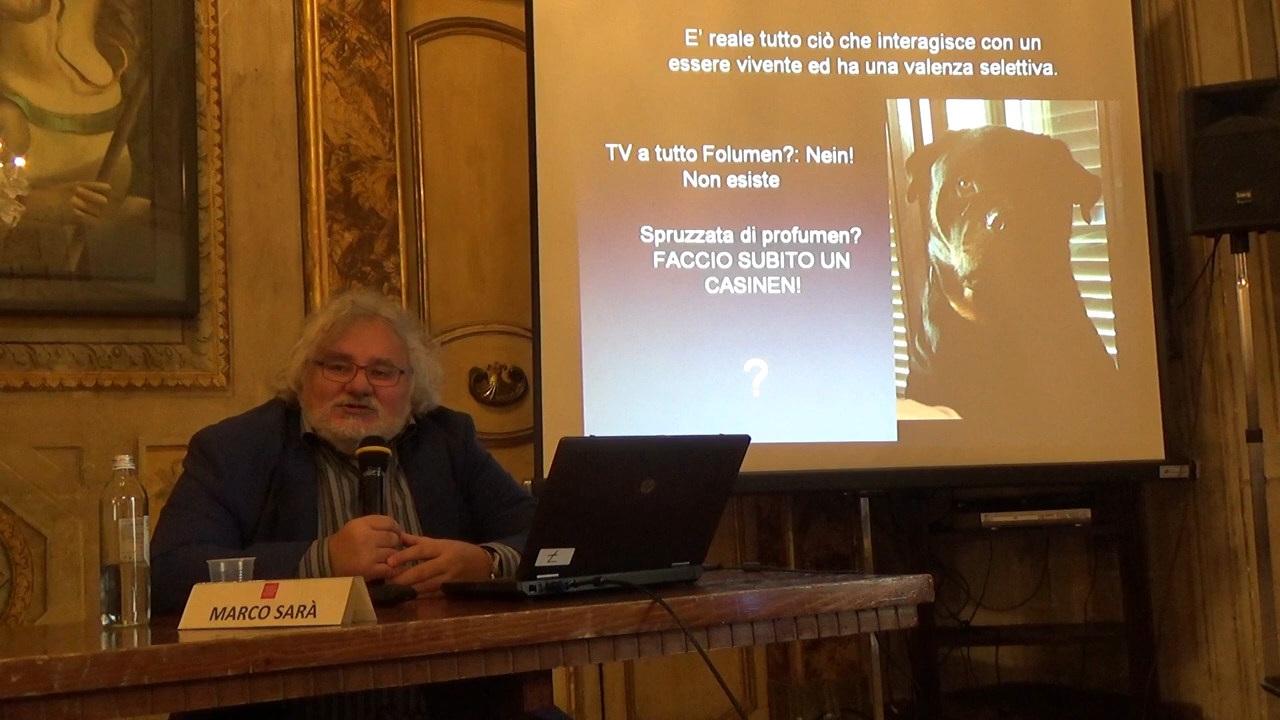 E' reale tutto ciò che interagisce con un
essere vivente ed ha una valenza selettiva.
TV a tutto Folumen?: Nein!
Non esiste
Spruzzata di profumen?
FACCIO SUBITO UN
CASINEN!
?
MARCO SARÀ